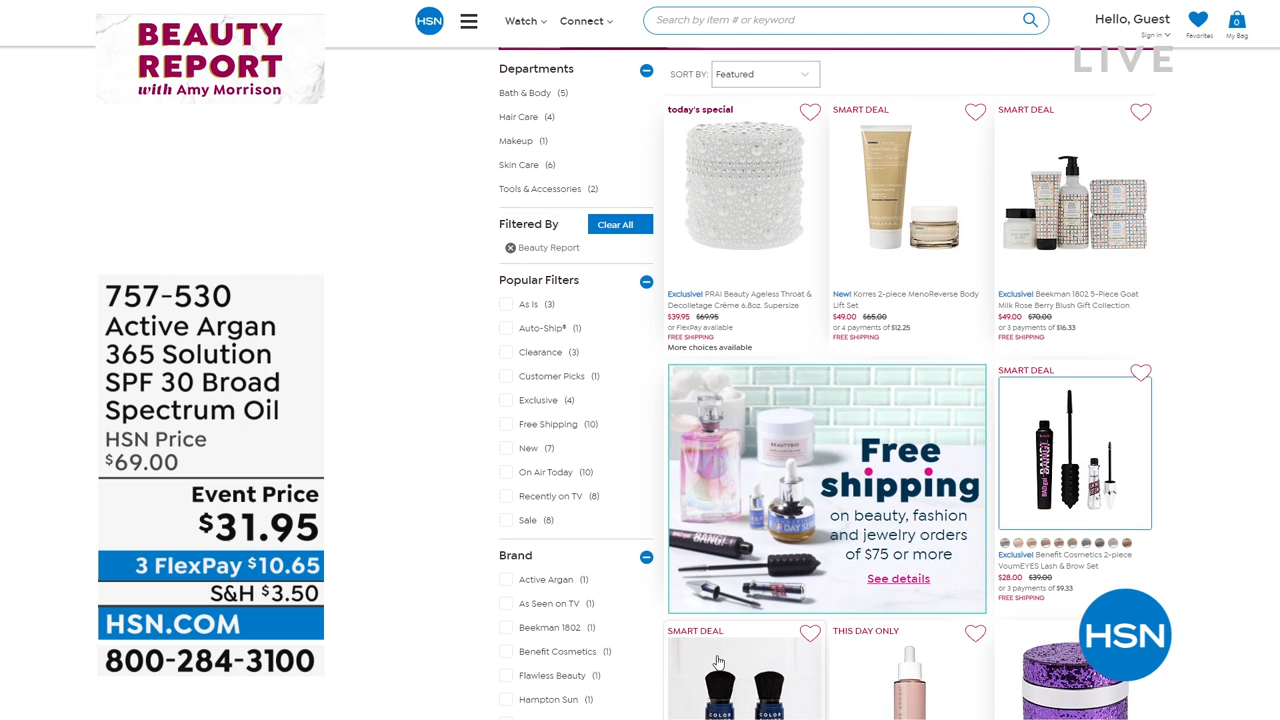 BEAUTY
REPORT
with Amy Morrison
HSN
Watch
Connect
Search by item # or keyword
Hello, Guest
Sign in
Favorites
0
My Bag
LIVE
757-530
Active Argan
365 Solution
SPF 30 Broad
Spectrum Oil
HSN Price
$69.00
Event Price
$31.95
3 FlexPay $10.65
S&H $3.50
HSN.COM
800-284-3100
Departments
Bath & Body (5)
Hair Care (4)
Makeup (1)
Skin Care (6)
Tools & Accessories (2)
Filtered By
Clear All
Beauty Report
Popular Filters
As Is (3)
Auto-Ship® (1)
Clearance (3)
Customer Picks (1)
Exclusive (4)
Free Shipping (10)
New (7)
On Air Today (10)
Recently on TV (8)
Sale (8)
Brand
Active Argan (1)
As Seen on TV (1)
Beekman 1802 (1)
Benefit Cosmetics (1)
Flawless Beauty (1)
Hampton Sun (1)
SORT BY: Featured
today's special
Exclusive! PRAI Beauty Ageless Throat &
Decolletage Créme 6.8oz. Supersize
$39.95 $69.95
or FlexPay available
FREE SHIPPING
More choices available
SMART DEAL
New! Korres 2-piece MenoReverse Body
Lift Set
$49.00 $65.00
or 4 payments of $12.25
FREE SHIPPING
SMART DEAL
Exclusive! Beekman 1802 5-Piece Goat
Milk Rose Berry Blush Gift Collection
$49.00 $70.00
or 3 payments of $16.33
FREE SHIPPING
BEAUTYBIO
BANG!
Free
shipping
on beauty, fashion
and jewelry orders
of $75 or more
See details
SMART DEAL
BADgal BANG!
Exclusive! Benefit Cosmetics 2-piece
VoumEYES Lash & Brow Set
$28.00 $39.00
or 3 payments of $9.33
FREE SHIPPING
SMART DEAL
COLOR
COLOR
THIS DAY ONLY
HSN